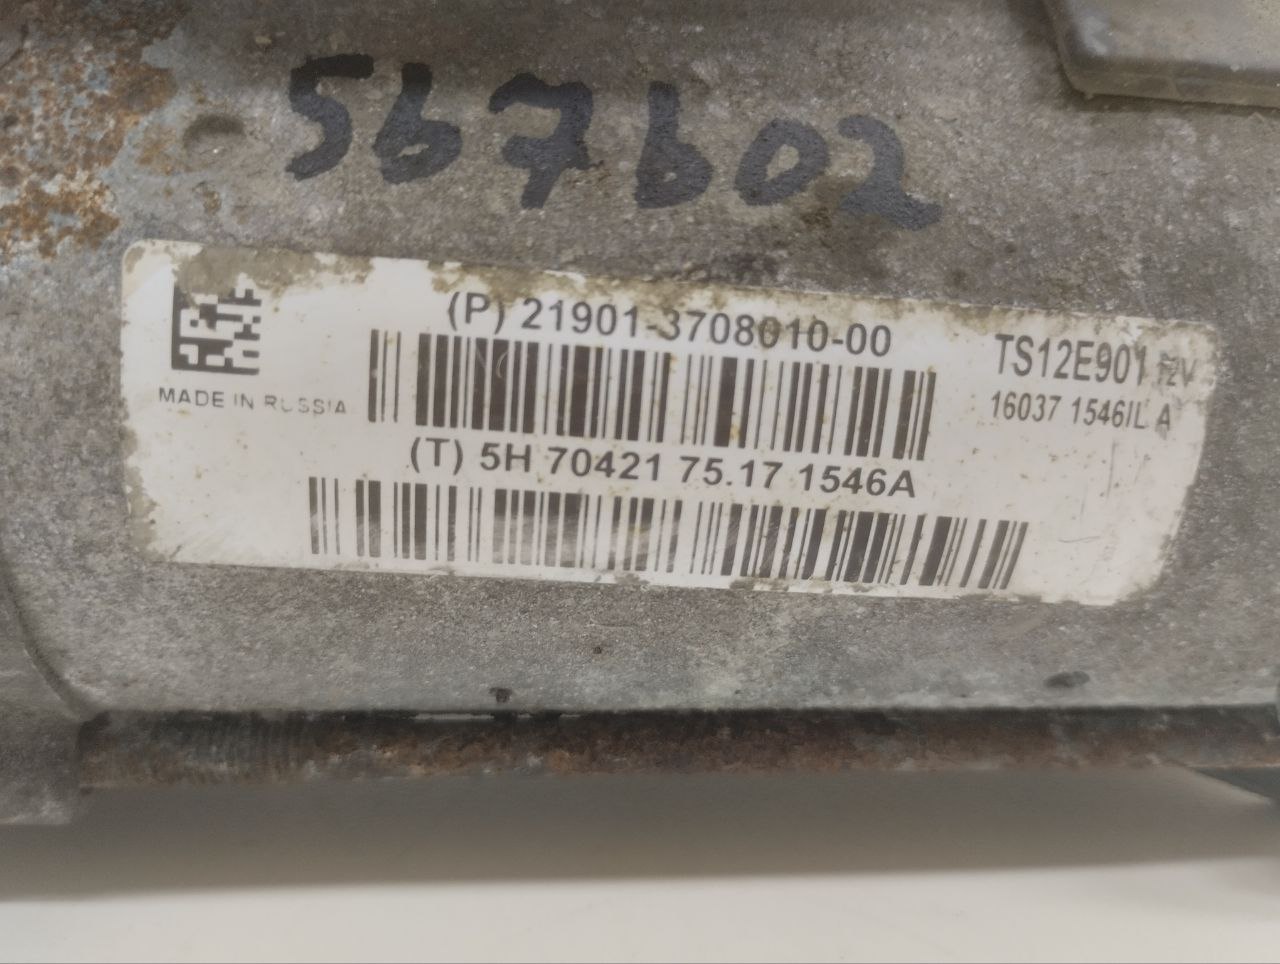 567602
(P) 21901-3708010-00
TS12E901 12V
MADE IN RUSSIA
16037 1546IL A
(T) 5H 70421 75.17 1546A